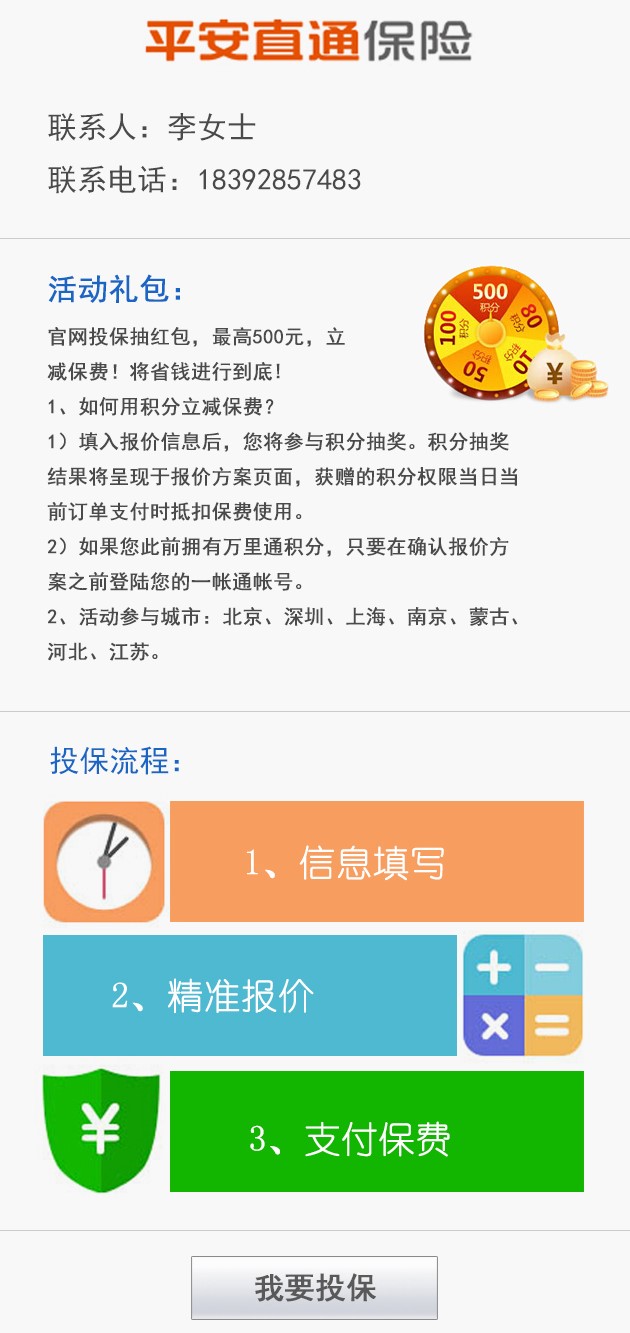 平安直通保险
联系人：李女士
联系电话：18392857483
活动礼包：
500
积分
80
积分
10
积分
50
积分
100
积分
¥
官网投保抽红包，最高500元，立
减保费！将省钱进行到底！
1、如何用积分立减保费？
1）填入报价信息后，您将参与积分抽奖。积分抽奖
结果将呈现于报价方案页面，获赠的积分权限当日当
前订单支付时抵扣保费使用。
2）如果您此前拥有万里通积分，只要在确认报价方
案之前登陆您的一帐通帐号。
2、活动参与城市：北京、深圳、上海、南京、蒙古、
河北、江苏。
投保流程：
1、信息填写
2、精准报价
¥
3、支付保费
我要投保